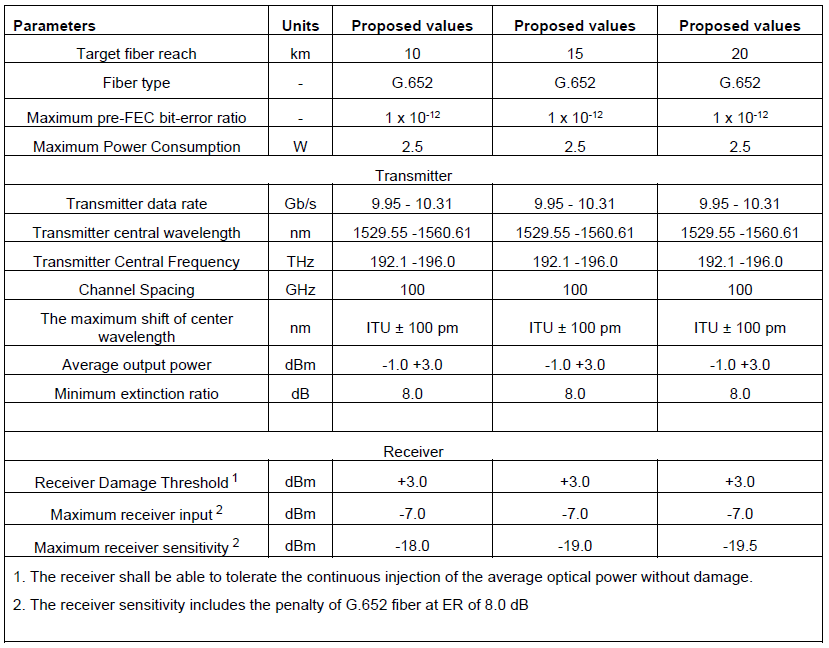 Parameters Units Proposed values Proposed values Proposed values
Target fiber reach km 10 15 20
Fiber type - G.652 G.652 G.652
Maximum pre-FEC bit-error ratio - 1 x 10⁻¹² 1 x 10⁻¹² 1 x 10⁻¹²
Maximum Power Consumption W 2.5 2.5 2.5
Transmitter
Transmitter data rate Gb/s 9.95 - 10.31 9.95 - 10.31 9.95 - 10.31
Transmitter central wavelength nm 1529.55 -1560.61 1529.55 -1560.61 1529.55 -1560.61
Transmitter Central Frequency THz 192.1 -196.0 192.1 -196.0 192.1 -196.0
Channel Spacing GHz 100 100 100
The maximum shift of center
wavelength nm ITU ± 100 pm ITU ± 100 pm ITU ± 100 pm
Average output power dBm -1.0 +3.0 -1.0 +3.0 -1.0 +3.0
Minimum extinction ratio dB 8.0 8.0 8.0
Receiver
Receiver Damage Threshold ¹ dBm +3.0 +3.0 +3.0
Maximum receiver input ² dBm -7.0 -7.0 -7.0
Maximum receiver sensitivity ² dBm -18.0 -19.0 -19.5
1. The receiver shall be able to tolerate the continuous injection of the average optical power without damage.
2. The receiver sensitivity includes the penalty of G.652 fiber at ER of 8.0 dB